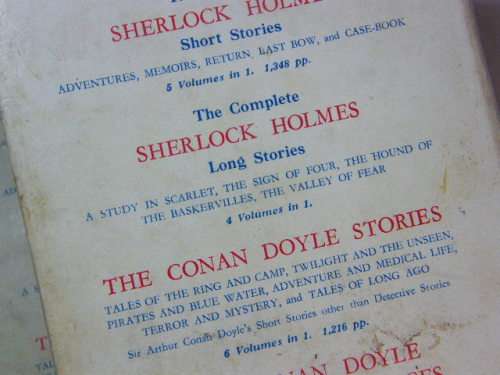 SHERLOCK HOLMES
Short Stories
ADVENTURES, MEMOIRS, RETURN, LAST BOW, and CASE-BOOK
5 Volumes in 1. 1,348 pp.
The Complete
SHERLOCK HOLMES
Long Stories
A STUDY IN SCARLET, THE SIGN OF FOUR, THE HOUND OF
THE BASKERVILLES, THE VALLEY OF FEAR
4 Volumes in 1.
THE CONAN DOYLE STORIES
TALES OF THE RING AND CAMP, TWILIGHT AND THE UNSEEN,
PIRATES AND BLUE WATER, ADVENTURE AND MEDICAL LIFE,
TERROR AND MYSTERY, and TALES OF LONG AGO
Sir Arthur Conan Doyle's Short Stories other than Detective Stories
6 Volumes in 1. 1,216 pp.
CONAN DOYLE